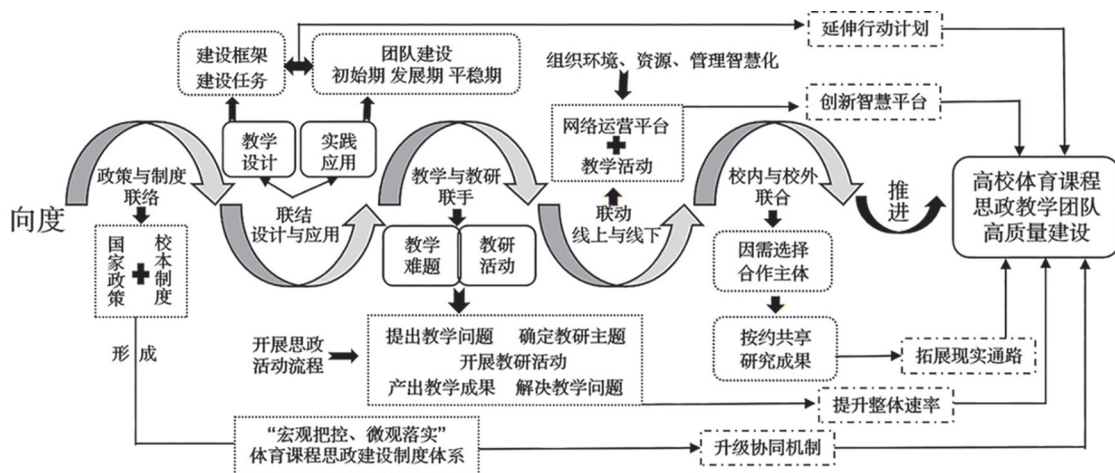 延伸行动计划
建设框架
建设任务
团队建设
初始期 发展期 平稳期
组织环境、资源、管理智慧化
创新智慧平台
教学
设计
实践
应用
网络运营平台
教学活动
向度
政策与制度
联络
联结
设计与应用
教学与教研
联手
联动
线上与线下
校内与校外
联合
推进
高校体育课程
思政教学团队
高质量建设
国家政策
校本制度
教学
难题
教研
活动
因需选择
合作主体
形成
开展思政
活动流程
提出教学问题 确定教研主题
开展教研活动
产出教学成果 解决教学问题
按约共享
研究成果
拓展现实通路
提升整体速率
“宏观把控、微观落实”
体育课程思政建设制度体系
升级协同机制